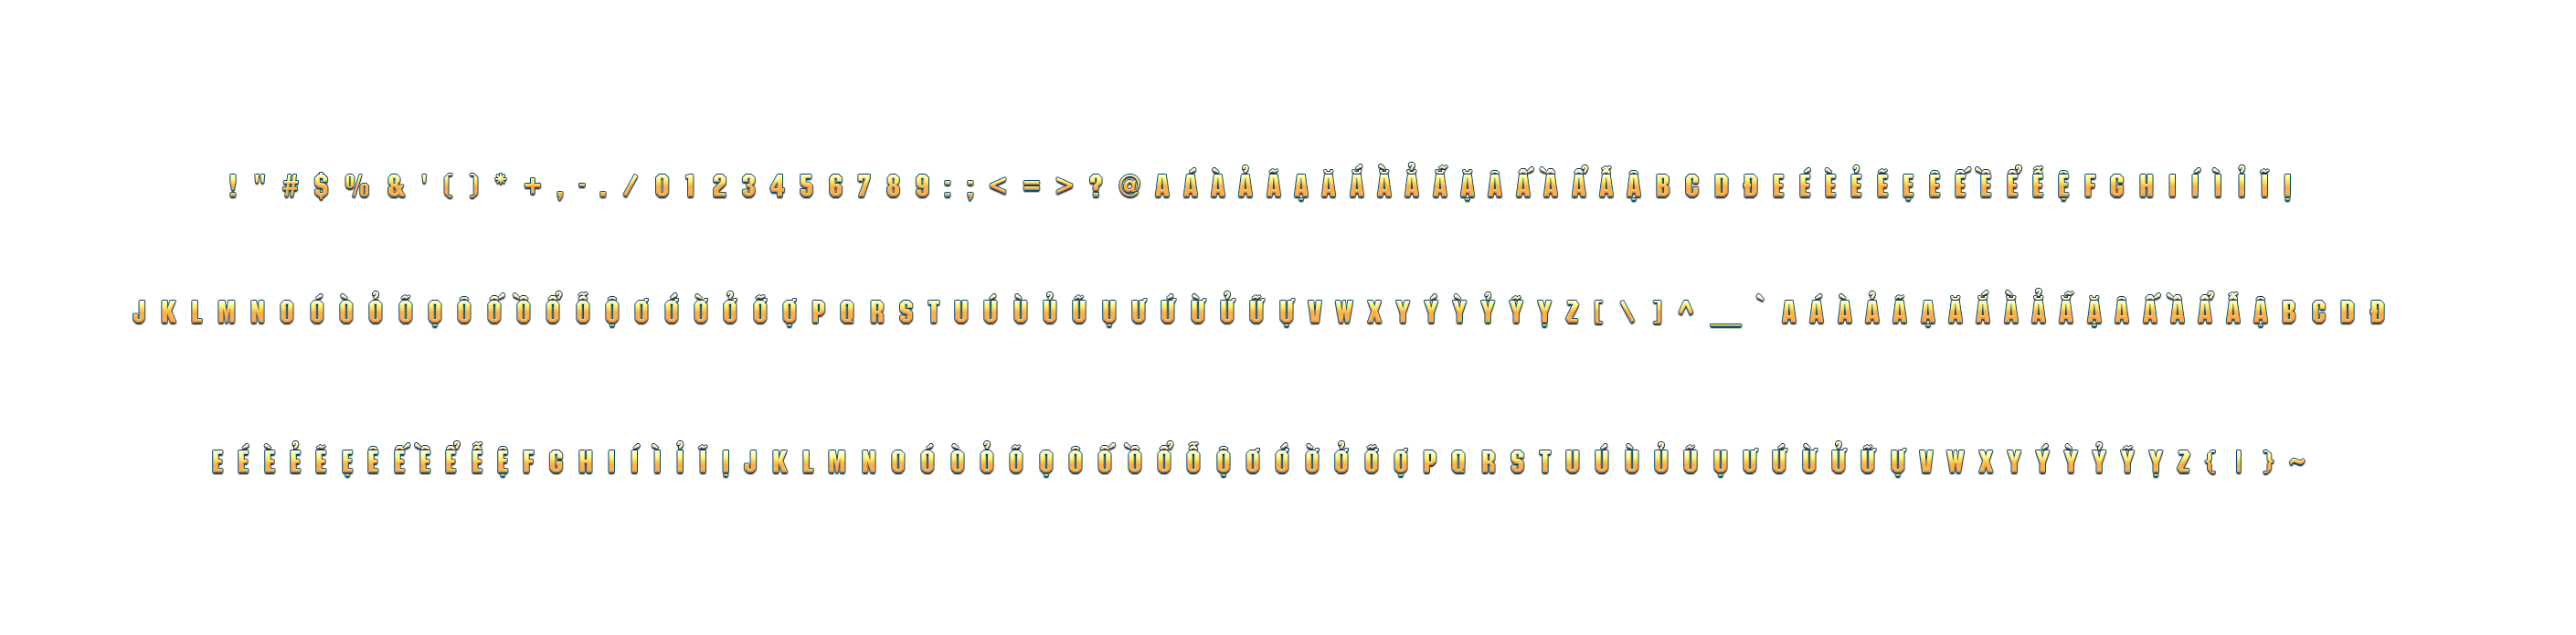 ! " # $ % & ' ( ) * + , - . / 0 1 2 3 4 5 6 7 8 9 : ; < = > ? @ A Á À Ả Ã Ạ Ă Ắ Ằ Ẳ Ẵ Ặ Â Ấ Ầ Ẩ Ẫ Ậ B C D Đ E É È Ẻ Ẽ Ẹ Ê Ế Ề Ể Ễ Ệ F G H I Í Ì Ỉ Ĩ Ị
J K L M N O Ó Ò Ỏ Õ Ọ Ô Ố Ồ Ổ Ỗ Ộ Ơ Ớ Ờ Ở Ỡ Ợ P Q R S T U Ú Ù Ủ Ũ Ụ Ư Ứ Ừ Ử Ữ Ự V W X Y Ý Ỳ Ỷ Ỹ Ỵ Z [ \ ] ^ _ ` A Á À Ả Ã Ạ Ă Ắ Ằ Ẳ Ẵ Ặ Â Ấ Ầ Ẩ Ẫ Ậ B C D Đ
E É È Ẻ Ẽ Ẹ Ê Ế Ề Ể Ễ Ệ F G H I Í Ì Ỉ Ĩ Ị J K L M N O Ó Ò Ỏ Õ Ọ Ô Ố Ồ Ổ Ỗ Ộ Ơ Ớ Ờ Ở Ỡ Ợ P Q R S T U Ú Ù Ủ Ũ Ụ Ư Ứ Ừ Ử Ữ Ự V W X Y Ý Ỳ Ỷ Ỹ Ỵ Z { | } ~